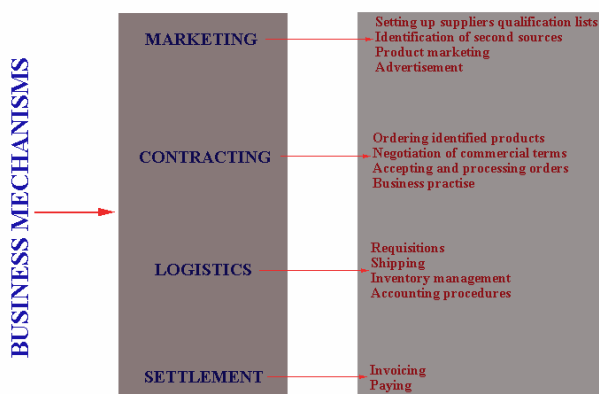 BUSINESS MECHANISMS
MARKETING
Setting up suppliers qualification lists
Identification of second sources
Product marketing
Advertisement
CONTRACTING
Ordering identified products
Negotiation of commercial terms
Accepting and processing orders
Business practise
LOGISTICS
Requisitions
Shipping
Inventory management
Accounting procedures
SETTLEMENT
Invoicing
Paying